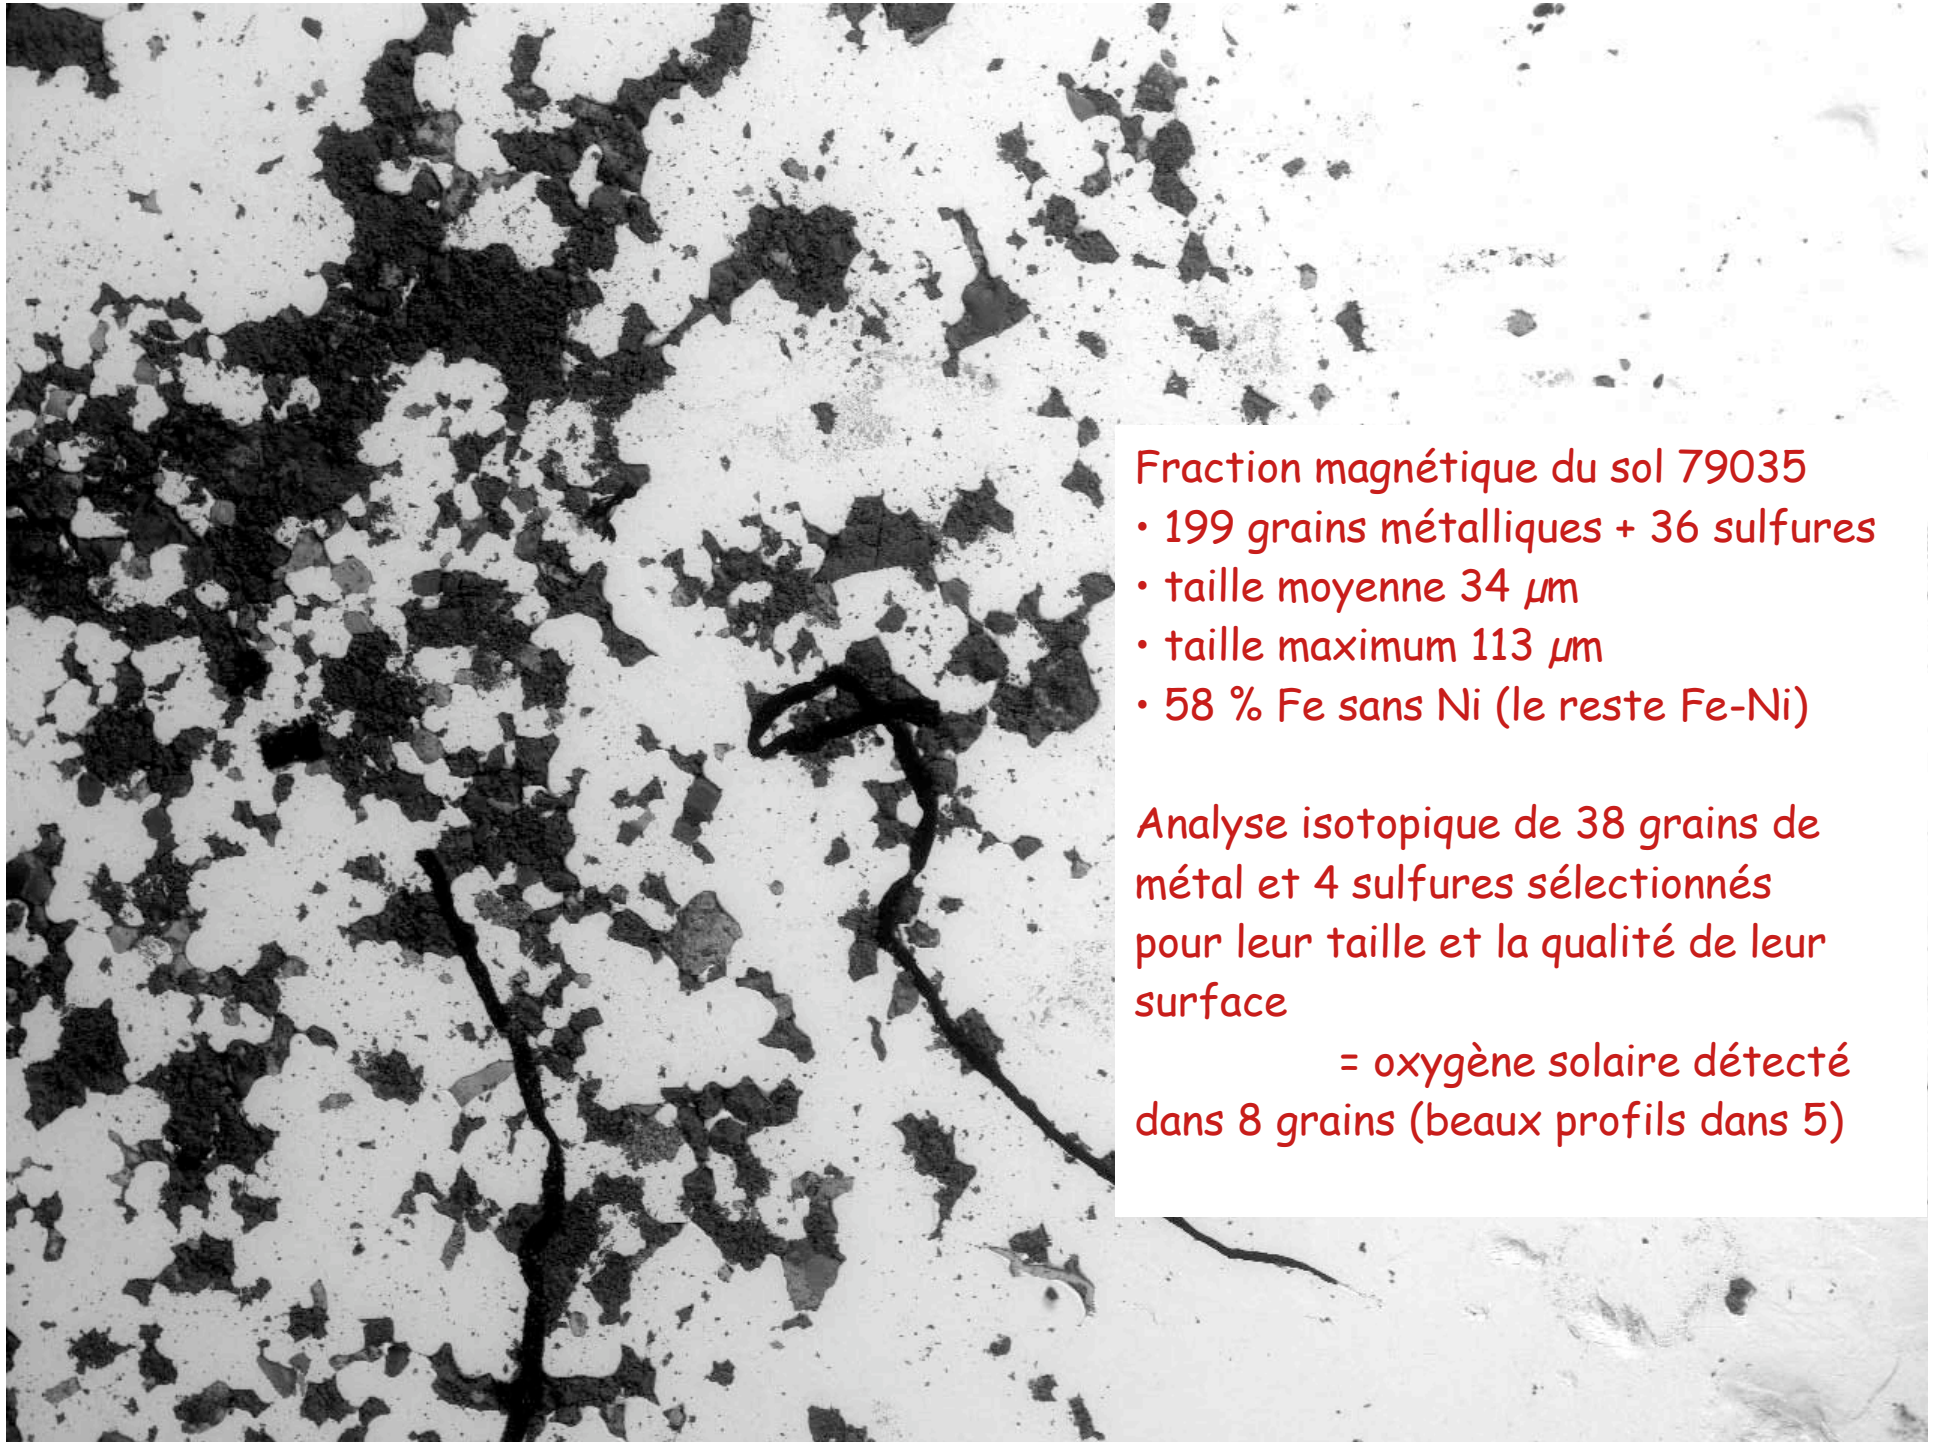 Fraction magnétique du sol 79035
• 199 grains métalliques + 36 sulfures
• taille moyenne 34 µm
• taille maximum 113 µm
• 58 % Fe sans Ni (le reste Fe-Ni)
Analyse isotopique de 38 grains de
métal et 4 sulfures sélectionnés
pour leur taille et la qualité de leur
surface
= oxygène solaire détecté
dans 8 grains (beaux profils dans 5)